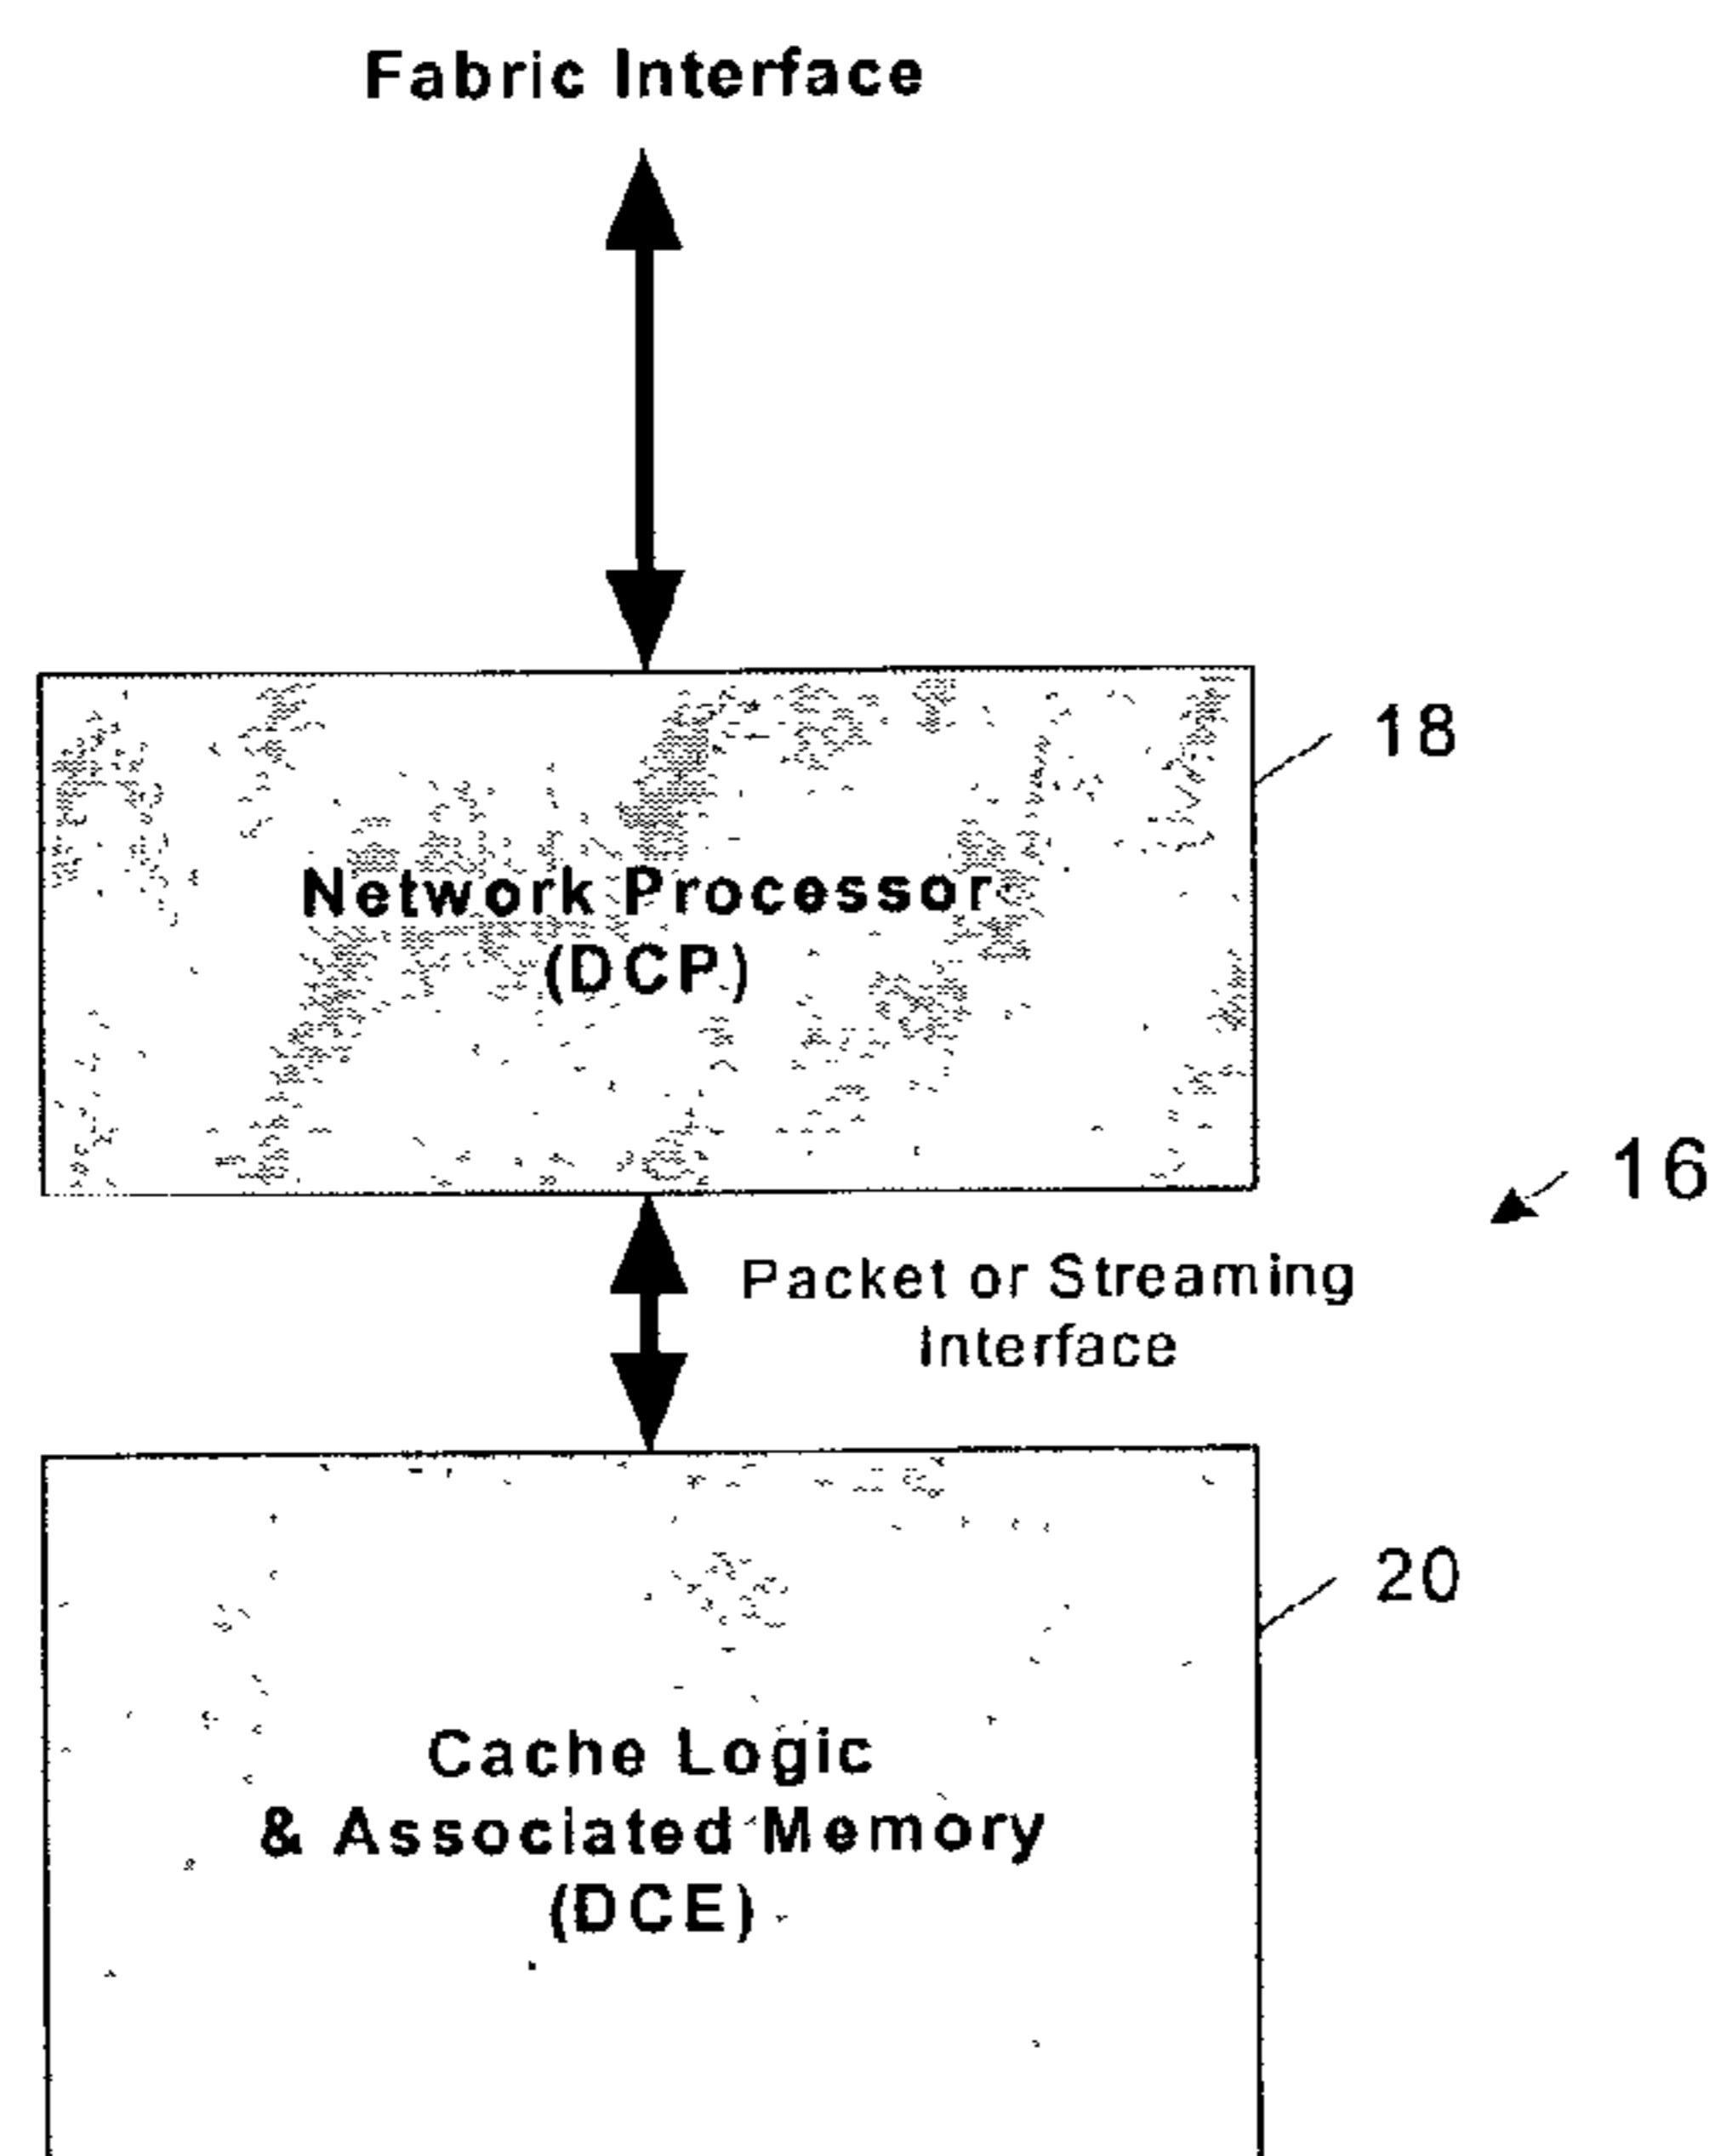 Fabric Interface
18
Network Processor
(DCP)
16
Packet or Streaming
Interface
20
Cache Logic
& Associated Memory
(DCE)